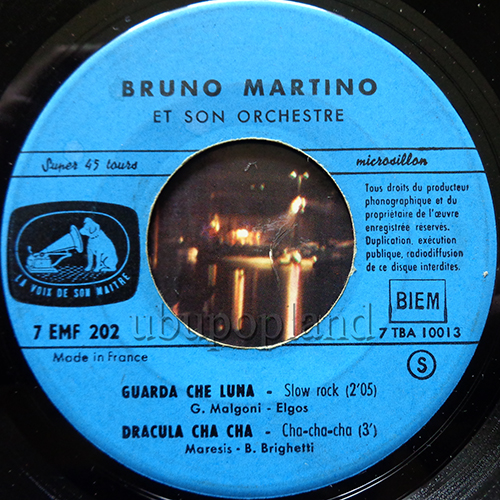 BRUNO MARTINO
ET SON ORCHESTRE
Super 45 tours
microsillon
Tous droits du producteur
phonographique et du
propriétaire de l'œuvre
enregistrée réservés.
Duplication, exécution
publique, radiodiffusion
de ce disque interdites.
LA VOIX DE SON MAITRE
BIEM
7 EMF 202
ubupopland
7 TBA 10013
Made in France
S
GUARDA CHE LUNA - Slow rock (2'05)
G. Malgoni - Elgos
DRACULA CHA CHA - Cha-cha-cha (3')
Maresis - B. Brighetti